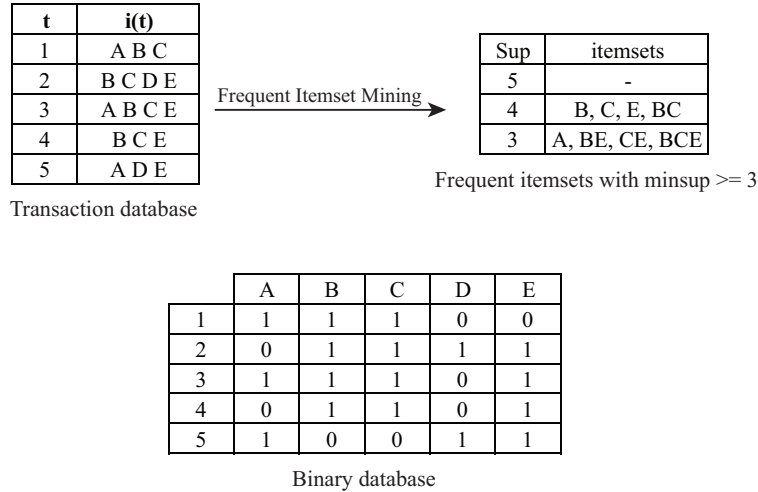 t i(t)
1 A B C
2 B C D E
3 A B C E
4 B C E
5 A D E
Transaction database
Frequent Itemset Mining
Sup itemsets
5 -
4 B, C, E, BC
3 A, BE, CE, BCE
Frequent itemsets with minsup >= 3
A B C D E
1 1 1 1 0 0
2 0 1 1 1 1
3 1 1 1 0 1
4 0 1 1 0 1
5 1 0 0 1 1
Binary database